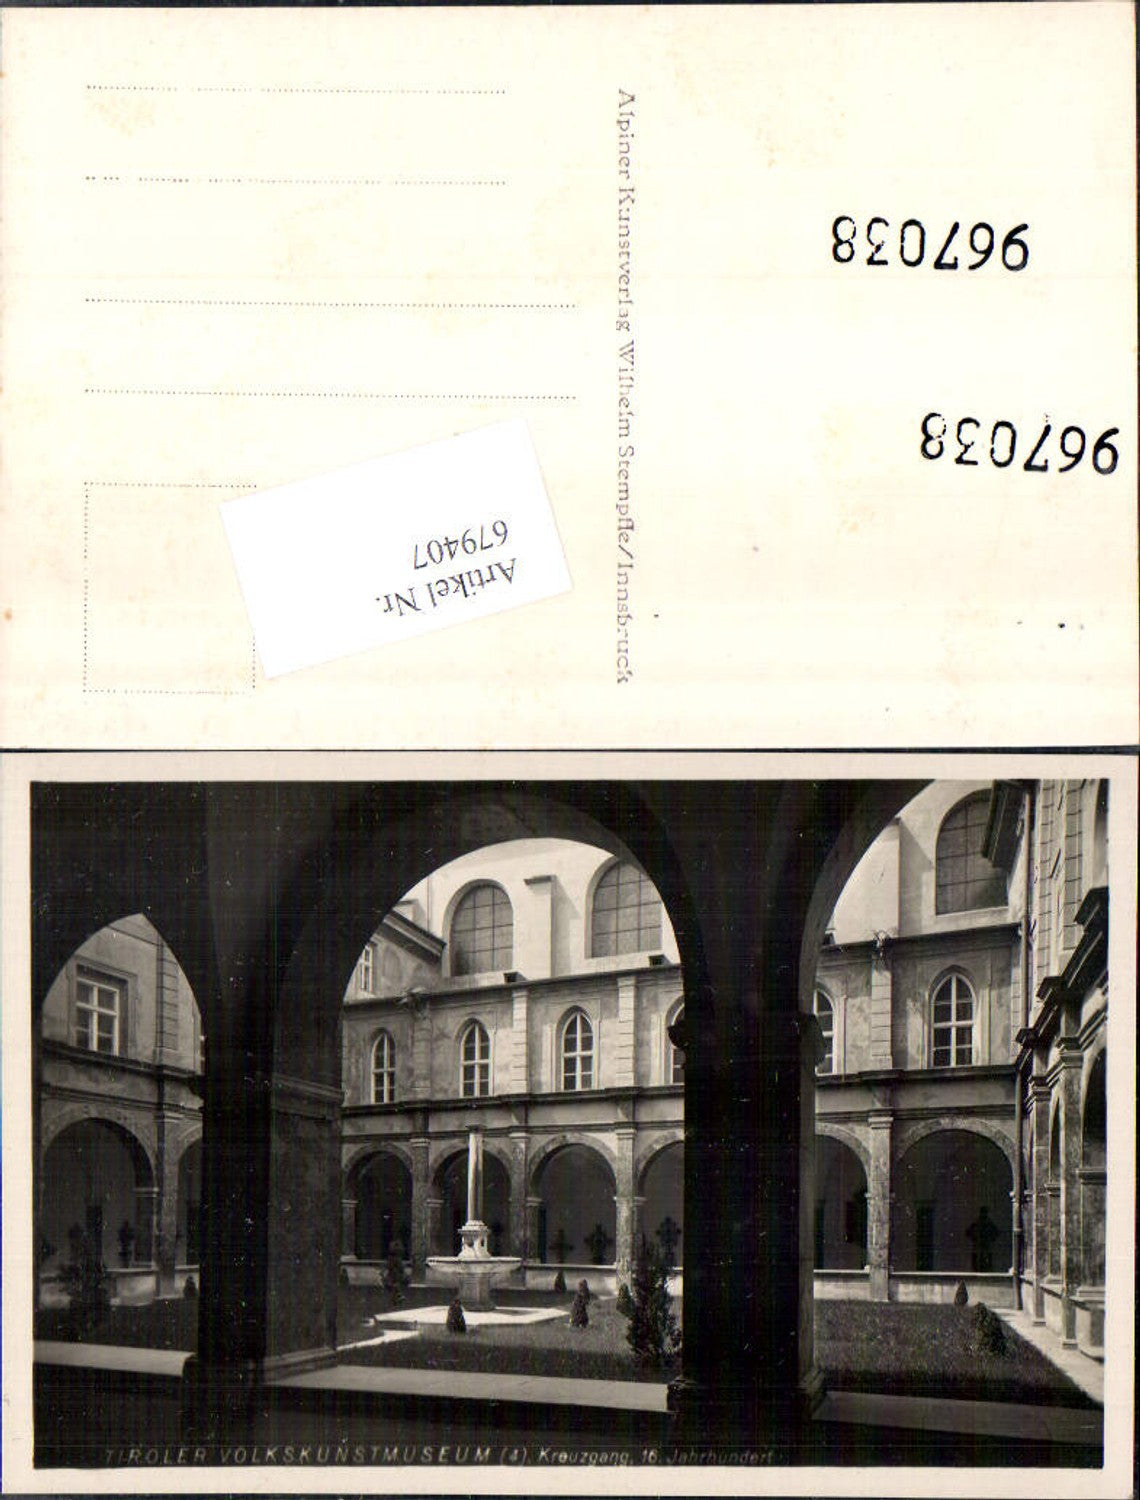 Alpiner Kunstverlag Wilhelm Stempfle/Innsbruck
967038
967038
Artikel Nr.
679407
TIROLER VOLKSKUNSTMUSEUM (4). Kreuzgang, 16. Jahrhundert